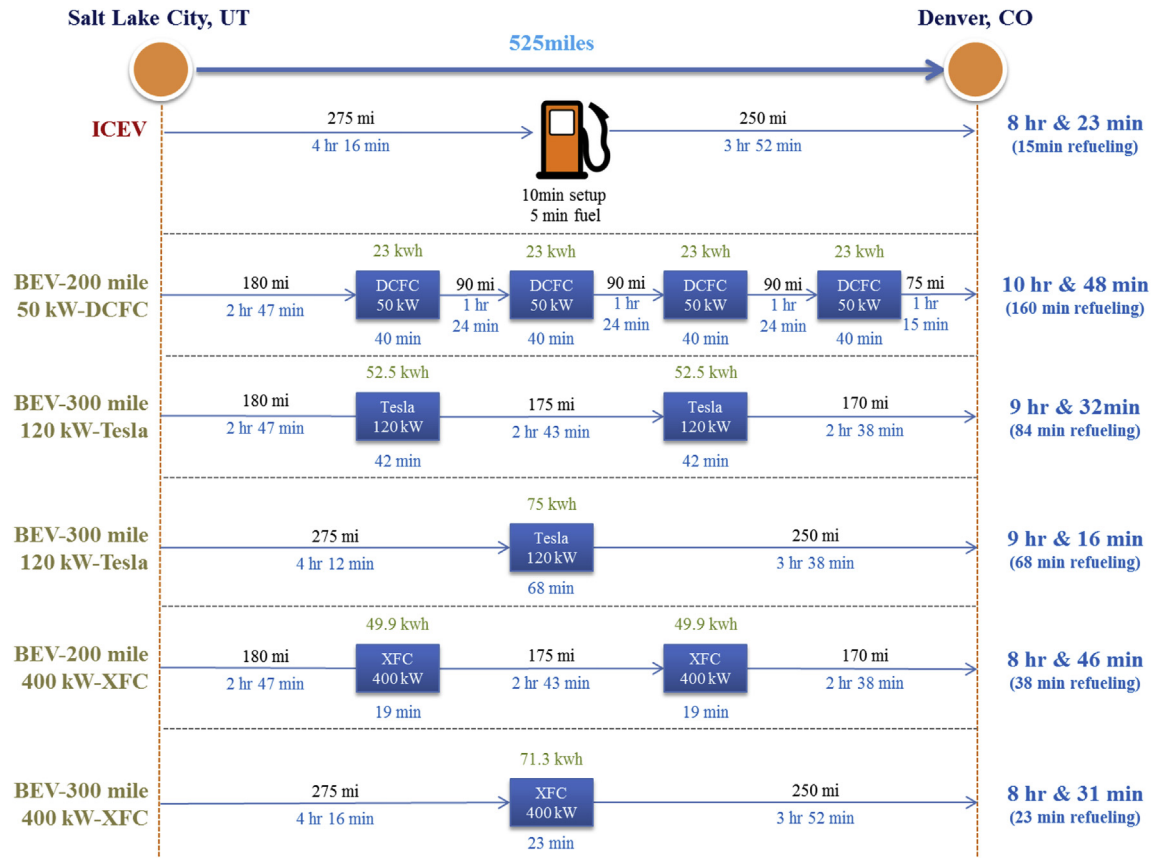 Salt Lake City, UT
Denver, CO
525miles
ICEV
275 mi
4 hr 16 min
10min setup
5 min fuel
250 mi
3 hr 52 min
8 hr & 23 min
(15min refueling)
BEV-200 mile
50 kW-DCFC
180 mi
2 hr 47 min
23 kwh
DCFC
50 kW
40 min
90 mi
1 hr
24 min
23 kwh
DCFC
50 kW
40 min
90 mi
1 hr
24 min
23 kwh
DCFC
50 kW
40 min
90 mi
1 hr
24 min
23 kwh
DCFC
50 kW
40 min
75 mi
1 hr
15 min
10 hr & 48 min
(160 min refueling)
BEV-300 mile
120 kW-Tesla
180 mi
2 hr 47 min
52.5 kwh
Tesla
120 kW
42 min
175 mi
2 hr 43 min
52.5 kwh
Tesla
120 kW
42 min
170 mi
2 hr 38 min
9 hr & 32min
(84 min refueling)
BEV-300 mile
120 kW-Tesla
275 mi
4 hr 12 min
75 kwh
Tesla
120 kW
68 min
250 mi
3 hr 38 min
9 hr & 16 min
(68 min refueling)
BEV-200 mile
400 kW-XFC
180 mi
2 hr 47 min
49.9 kwh
XFC
400 kW
19 min
175 mi
2 hr 43 min
49.9 kwh
XFC
400 kW
19 min
170 mi
2 hr 38 min
8 hr & 46 min
(38 min refueling)
BEV-300 mile
400 kW-XFC
275 mi
4 hr 16 min
71.3 kwh
XFC
400 kW
23 min
250 mi
3 hr 52 min
8 hr & 31 min
(23 min refueling)